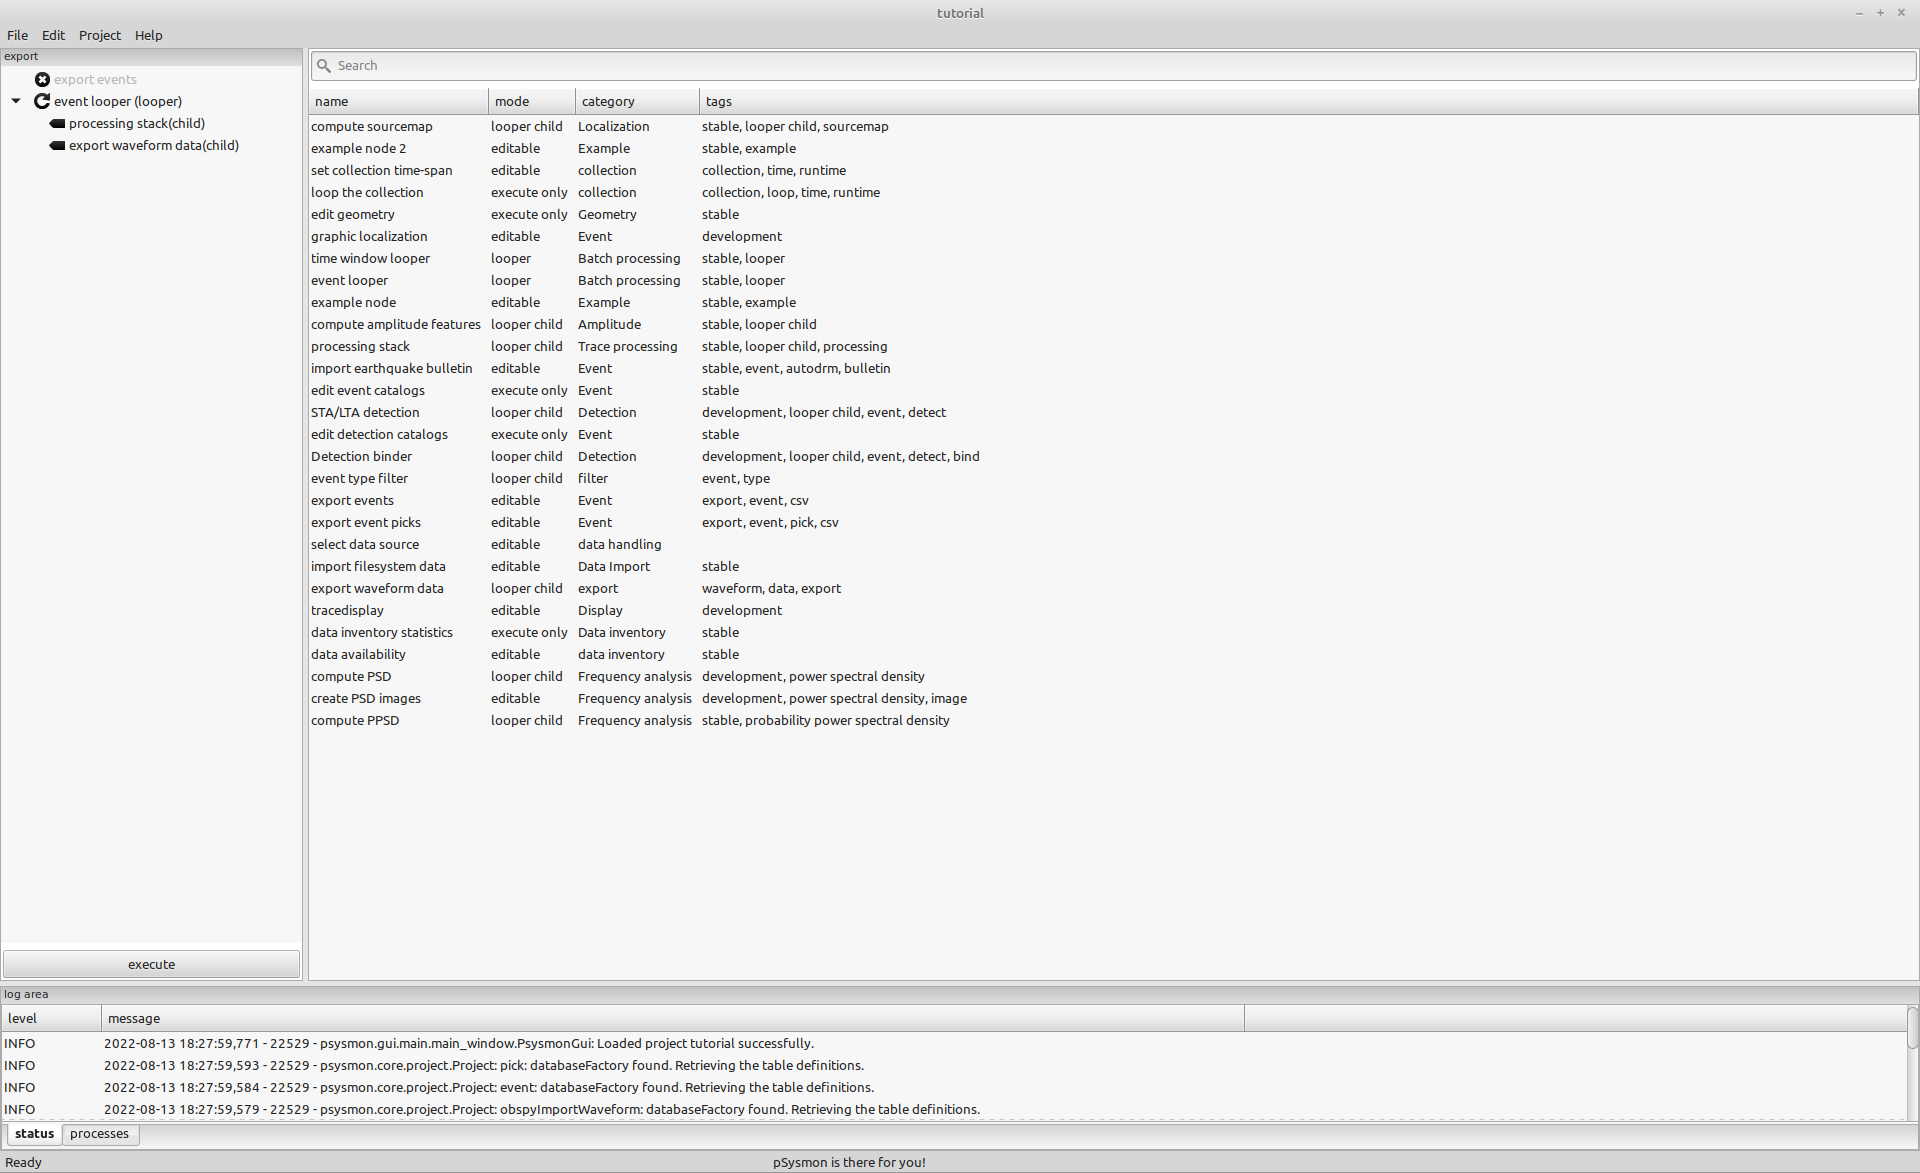 tutorial
File Edit Project Help
export
export events
event looper (looper)
processing stack(child)
export waveform data(child)
execute
Search
name mode category tags
compute sourcemap looper child Localization stable, looper child, sourcemap
example node 2 editable Example stable, example
set collection time-span editable collection collection, time, runtime
loop the collection execute only collection collection, loop, time, runtime
edit geometry execute only Geometry stable
graphic localization editable Event development
time window looper looper Batch processing stable, looper
event looper looper Batch processing stable, looper
example node editable Example stable, example
compute amplitude features looper child Amplitude stable, looper child
processing stack looper child Trace processing stable, looper child, processing
import earthquake bulletin editable Event stable, event, autodrm, bulletin
edit event catalogs execute only Event stable
STA/LTA detection looper child Detection development, looper child, event, detect
edit detection catalogs execute only Event stable
Detection binder looper child Detection development, looper child, event, detect, bind
event type filter looper child filter event, type
export events editable Event export, event, csv
export event picks editable Event export, event, pick, csv
select data source editable data handling
import filesystem data editable Data Import stable
export waveform data looper child export waveform, data, export
tracedisplay editable Display development
data inventory statistics execute only Data inventory stable
data availability editable data inventory stable
compute PSD looper child Frequency analysis development, power spectral density
create PSD images editable Frequency analysis development, power spectral density, image
compute PPSD looper child Frequency analysis stable, probability power spectral density
log area
level message
INFO 2022-08-13 18:27:59,771 - 22529 - psysmon.gui.main.main_window.PsysmonGui: Loaded project tutorial successfully.
INFO 2022-08-13 18:27:59,593 - 22529 - psysmon.core.project.Project: pick: databaseFactory found. Retrieving the table definitions.
INFO 2022-08-13 18:27:59,584 - 22529 - psysmon.core.project.Project: event: databaseFactory found. Retrieving the table definitions.
INFO 2022-08-13 18:27:59,579 - 22529 - psysmon.core.project.Project: obspyImportWaveform: databaseFactory found. Retrieving the table definitions.
status processes
Ready pSysmon is there for you!